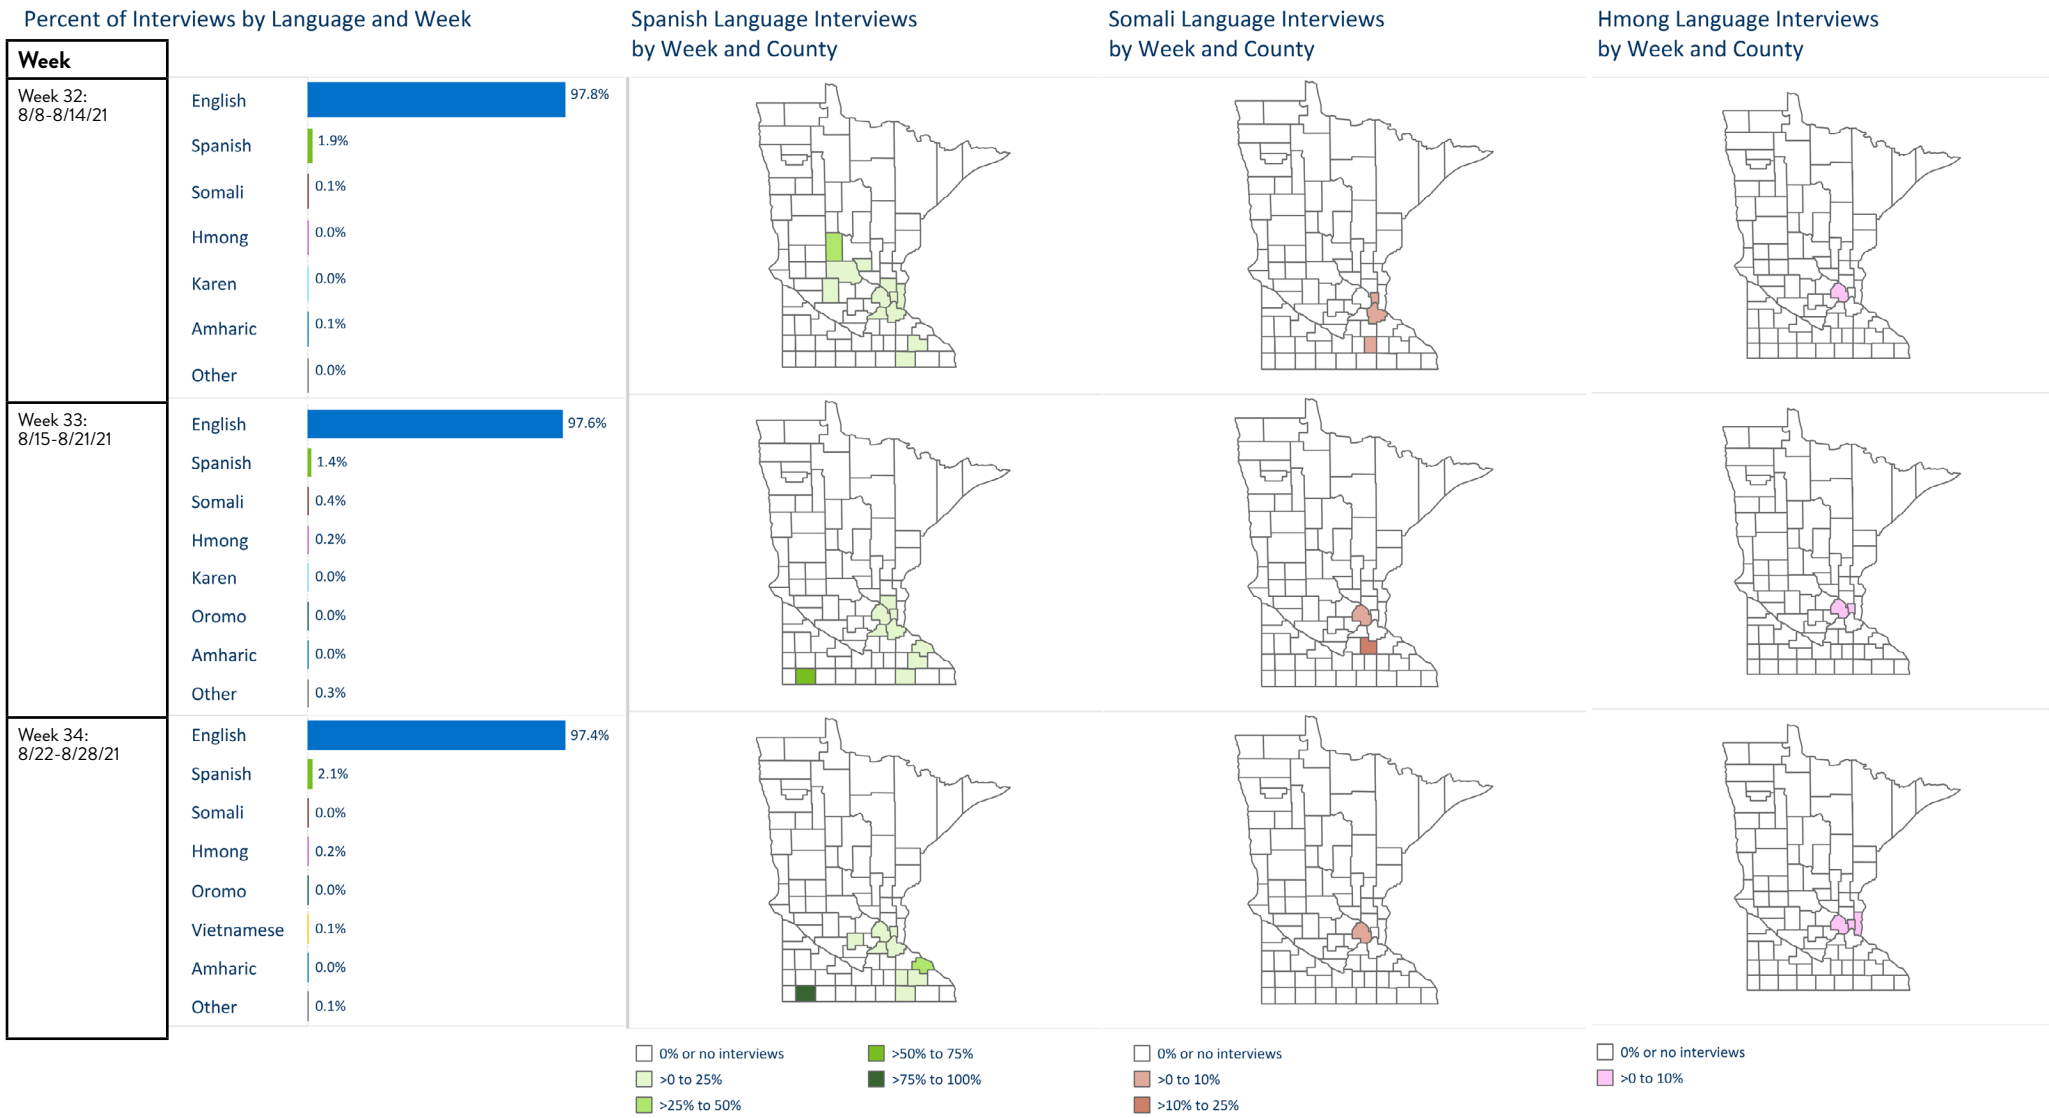 Percent of Interviews by Language and Week
Spanish Language Interviews
by Week and County
Somali Language Interviews
by Week and County
Hmong Language Interviews
by Week and County
Week
Week 32:
8/8-8/14/21
English 97.8%
Spanish 1.9%
Somali 0.1%
Hmong 0.0%
Karen 0.0%
Amharic 0.1%
Other 0.0%
Week 33:
8/15-8/21/21
English 97.6%
Spanish 1.4%
Somali 0.4%
Hmong 0.2%
Karen 0.0%
Oromo 0.0%
Amharic 0.0%
Other 0.3%
Week 34:
8/22-8/28/21
English 97.4%
Spanish 2.1%
Somali 0.0%
Hmong 0.2%
Oromo 0.0%
Vietnamese 0.1%
Amharic 0.0%
Other 0.1%
0% or no interviews
>0 to 25%
>25% to 50%
>50% to 75%
>75% to 100%
0% or no interviews
>0 to 10%
>10% to 25%
0% or no interviews
>0 to 10%